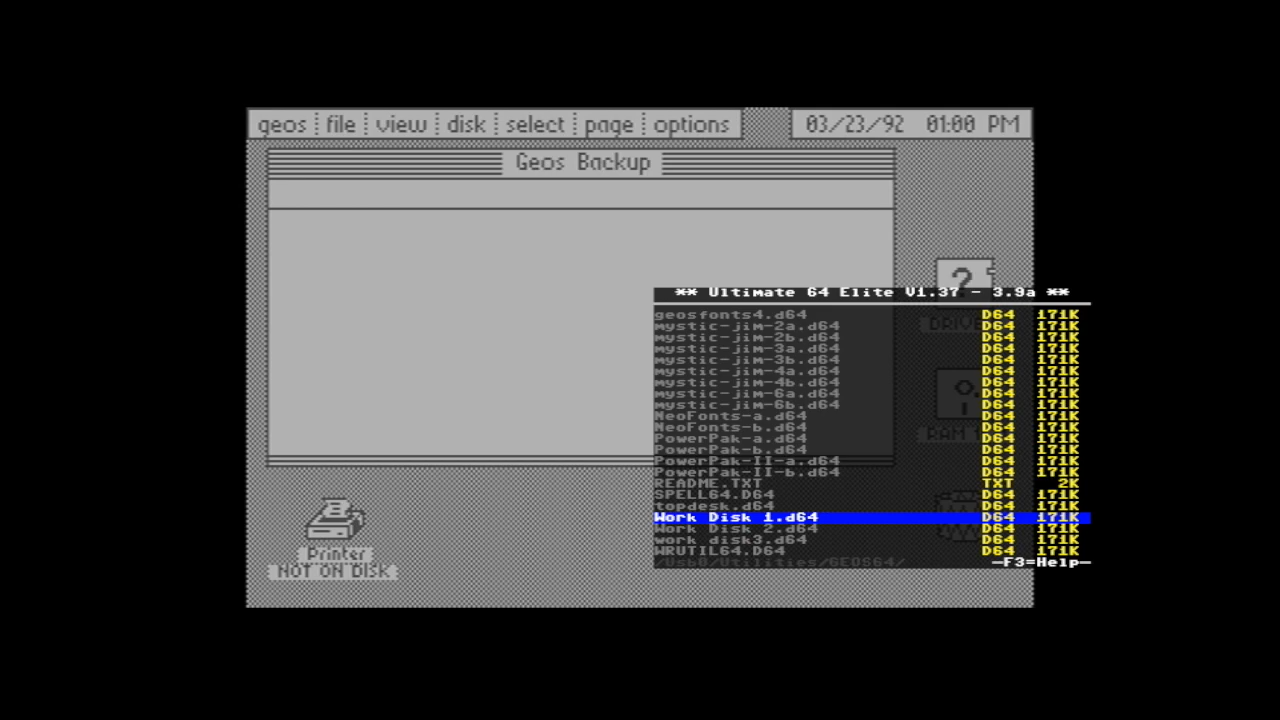 geos file view disk select page options 03/23/92 01:00 PM
Geos Backup
?
** Ultimate 64 Elite V1.37 - 3.9a **
geosfonts4.d64 D64 171K
mystic-jim-2a.d64 D64 171K
mystic-jim-2b.d64 D64 171K
mystic-jim-3a.d64 D64 171K
mystic-jim-3b.d64 D64 171K
mystic-jim-4a.d64 D64 171K
mystic-jim-4b.d64 D64 171K
mystic-jim-6a.d64 D64 171K
mystic-jim-6b.d64 D64 171K
NeoFonts-a.d64 D64 171K
NeoFonts-b.d64 D64 171K
PowerPak-a.d64 D64 171K
PowerPak-b.d64 D64 171K
PowerPak-II-a.d64 D64 171K
PowerPak-II-b.d64 D64 171K
README.TXT TXT 2K
SPELL64.D64 D64 171K
topdesk.d64 D64 171K
Work Disk 1.d64 D64 171K
Work Disk 2.d64 D64 171K
work disk3.d64 D64 171K
WRUTIL64.D64 D64 171K
/Usb0/Utilities/GEOS64/ -F3=Help-
DRIVE
RAM
Printer
NOT ON DISK